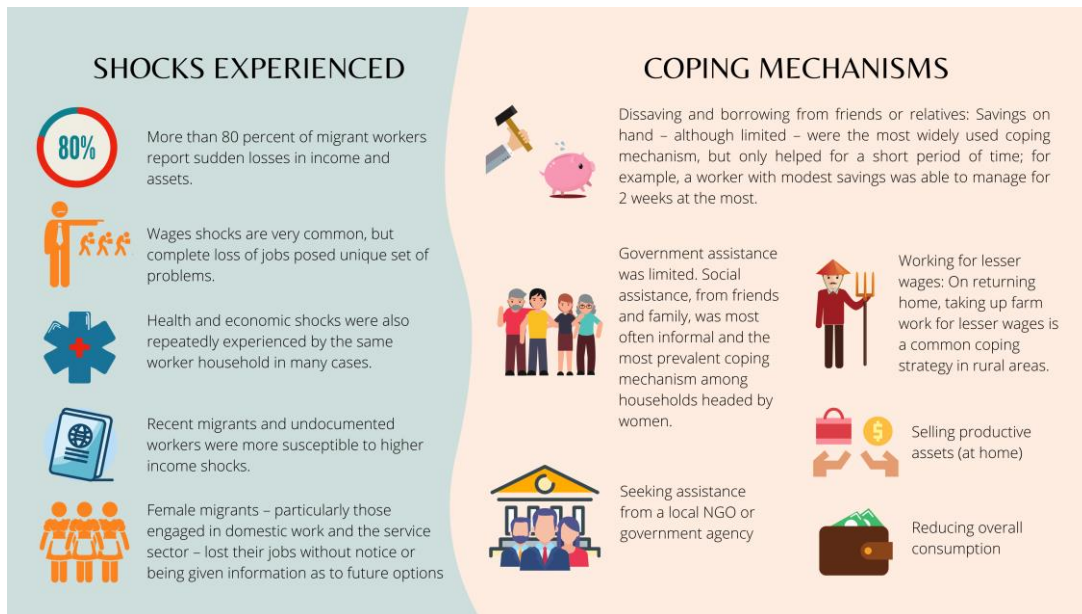 SHOCKS EXPERIENCED
80%
More than 80 percent of migrant workers
report sudden losses in income and
assets.
Wages shocks are very common, but
complete loss of jobs posed unique set of
problems.
Health and economic shocks were also
repeatedly experienced by the same
worker household in many cases.
Recent migrants and undocumented
workers were more susceptible to higher
income shocks.
Female migrants – particularly those
engaged in domestic work and the service
sector – lost their jobs without notice or
being given information as to future options
COPING MECHANISMS
Dissaving and borrowing from friends or relatives: Savings on
hand – although limited – were the most widely used coping
mechanism, but only helped for a short period of time; for
example, a worker with modest savings was able to manage for
2 weeks at the most.
Government assistance
was limited. Social
assistance, from friends
and family, was most
often informal and the
most prevalent coping
mechanism among
households headed by
women.
Working for lesser
wages: On returning
home, taking up farm
work for lesser wages is
a common coping
strategy in rural areas.
$
Selling productive
assets (at home)
Seeking assistance
from a local NGO or
government agency
Reducing overall
consumption